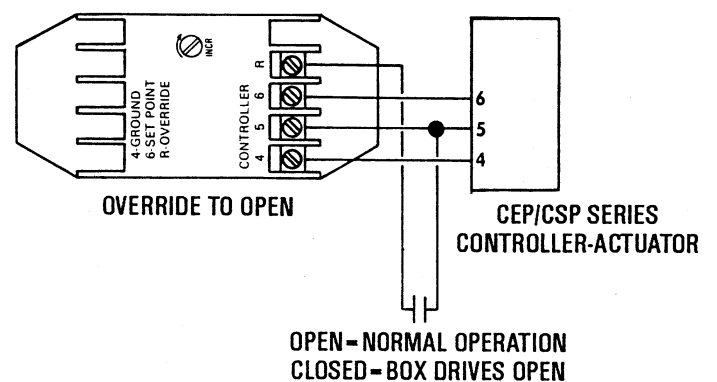 INCR
R
6
5
4
CONTROLLER
4-GROUND
6-SET POINT
R-OVERRIDE
6
5
4
OVERRIDE TO OPEN
CEP/CSP SERIES
CONTROLLER-ACTUATOR
OPEN=NORMAL OPERATION
CLOSED=BOX DRIVES OPEN